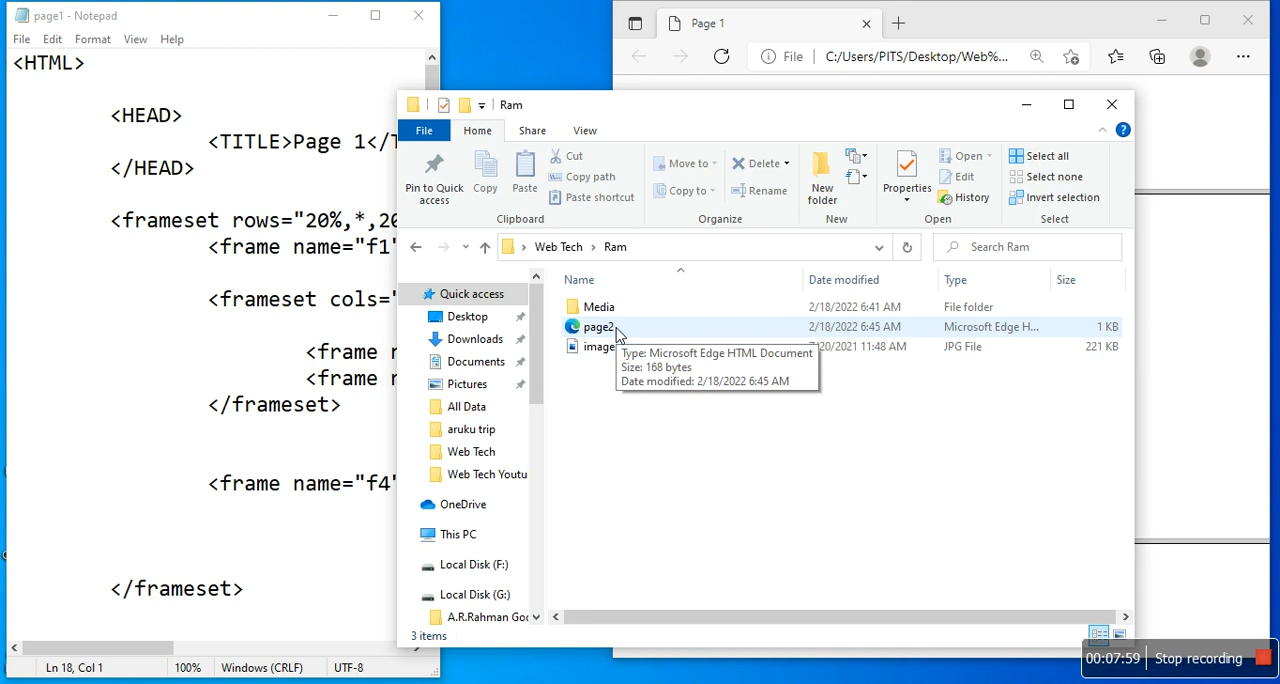 page1 - Notepad
File Edit Format View Help
<HTML>
<HEAD>
<TITLE>Page 1</T
</HEAD>
<frameset rows="20%,*,20
<frame name="f1"
<frameset cols="
<frame r
<frame r
</frameset>
<frame name="f4"
</frameset>
Ln 18, Col 1 100% Windows (CRLF) UTF-8
Page 1
File C:/Users/PITS/Desktop/Web%...
Ram
File Home Share View
Pin to Quick access
Copy
Paste
Cut
Copy path
Paste shortcut
Clipboard
Move to
Copy to
Delete
Rename
Organize
New folder
New
Properties
Open
Edit
History
Open
Select all
Select none
Invert selection
Select
Web Tech > Ram
Search Ram
Quick access
Desktop
Downloads
Documents
Pictures
All Data
aruku trip
Web Tech
Web Tech Youtu
OneDrive
This PC
Local Disk (F:)
Local Disk (G:)
A.R.Rahman Go
Name Date modified Type Size
Media 2/18/2022 6:41 AM File folder
page2 2/18/2022 6:45 AM Microsoft Edge H... 1 KB
image /20/2021 11:48 AM JPG File 221 KB
Type: Microsoft Edge HTML Document
Size: 168 bytes
Date modified: 2/18/2022 6:45 AM
3 items
00:07:59 Stop recording